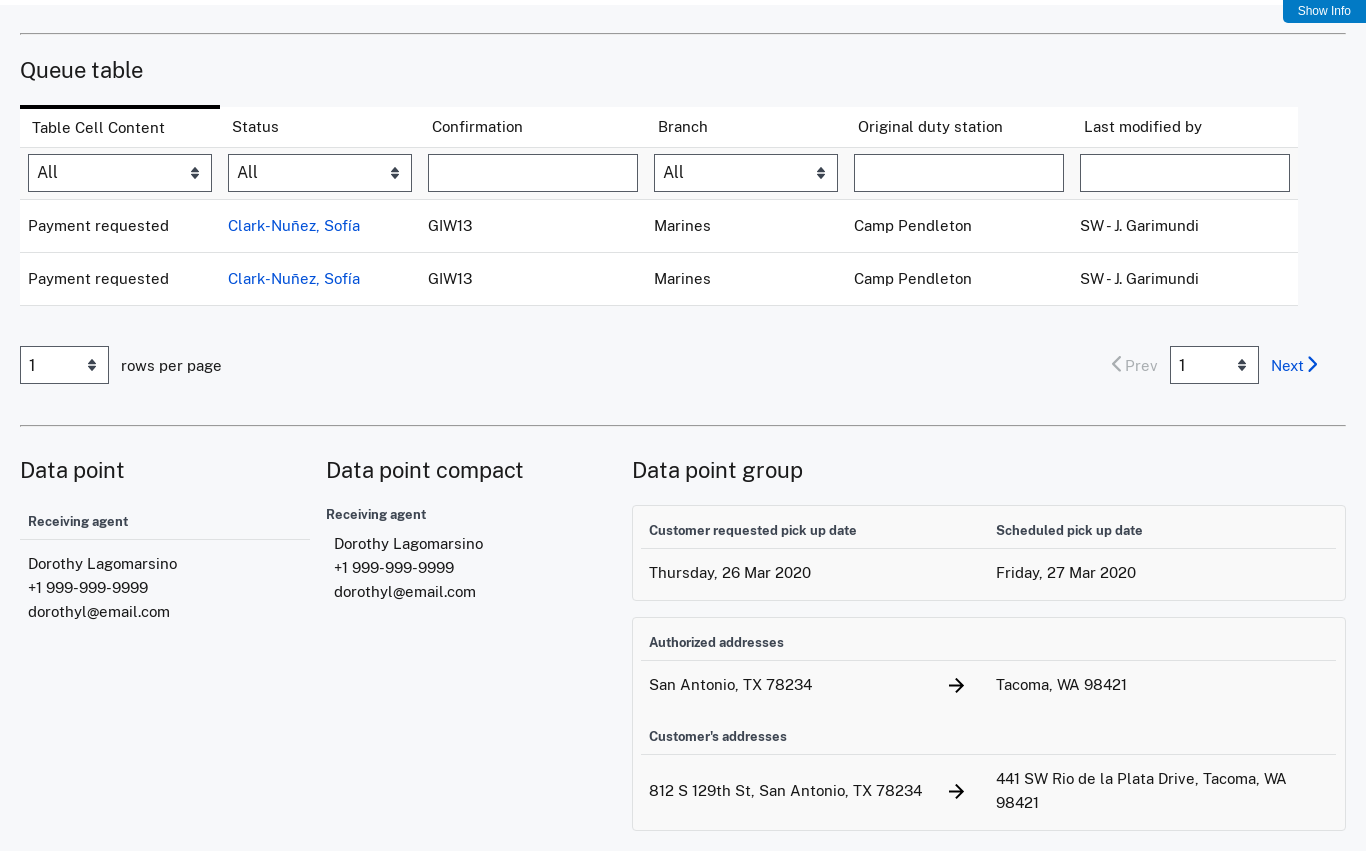 Show Info
Queue table
Table Cell Content Status Confirmation Branch Original duty station Last modified by
All All All
Payment requested Clark-Nuñez, Sofía GIW13 Marines Camp Pendleton SW - J. Garimundi
Payment requested Clark-Nuñez, Sofía GIW13 Marines Camp Pendleton SW - J. Garimundi
1 rows per page Prev 1 Next
Data point
Receiving agent
Dorothy Lagomarsino
+1 999-999-9999
dorothyl@email.com
Data point compact
Receiving agent
Dorothy Lagomarsino
+1 999-999-9999
dorothyl@email.com
Data point group
Customer requested pick up date Scheduled pick up date
Thursday, 26 Mar 2020 Friday, 27 Mar 2020
Authorized addresses
San Antonio, TX 78234 → Tacoma, WA 98421
Customer's addresses
812 S 129th St, San Antonio, TX 78234 → 441 SW Rio de la Plata Drive, Tacoma, WA
98421